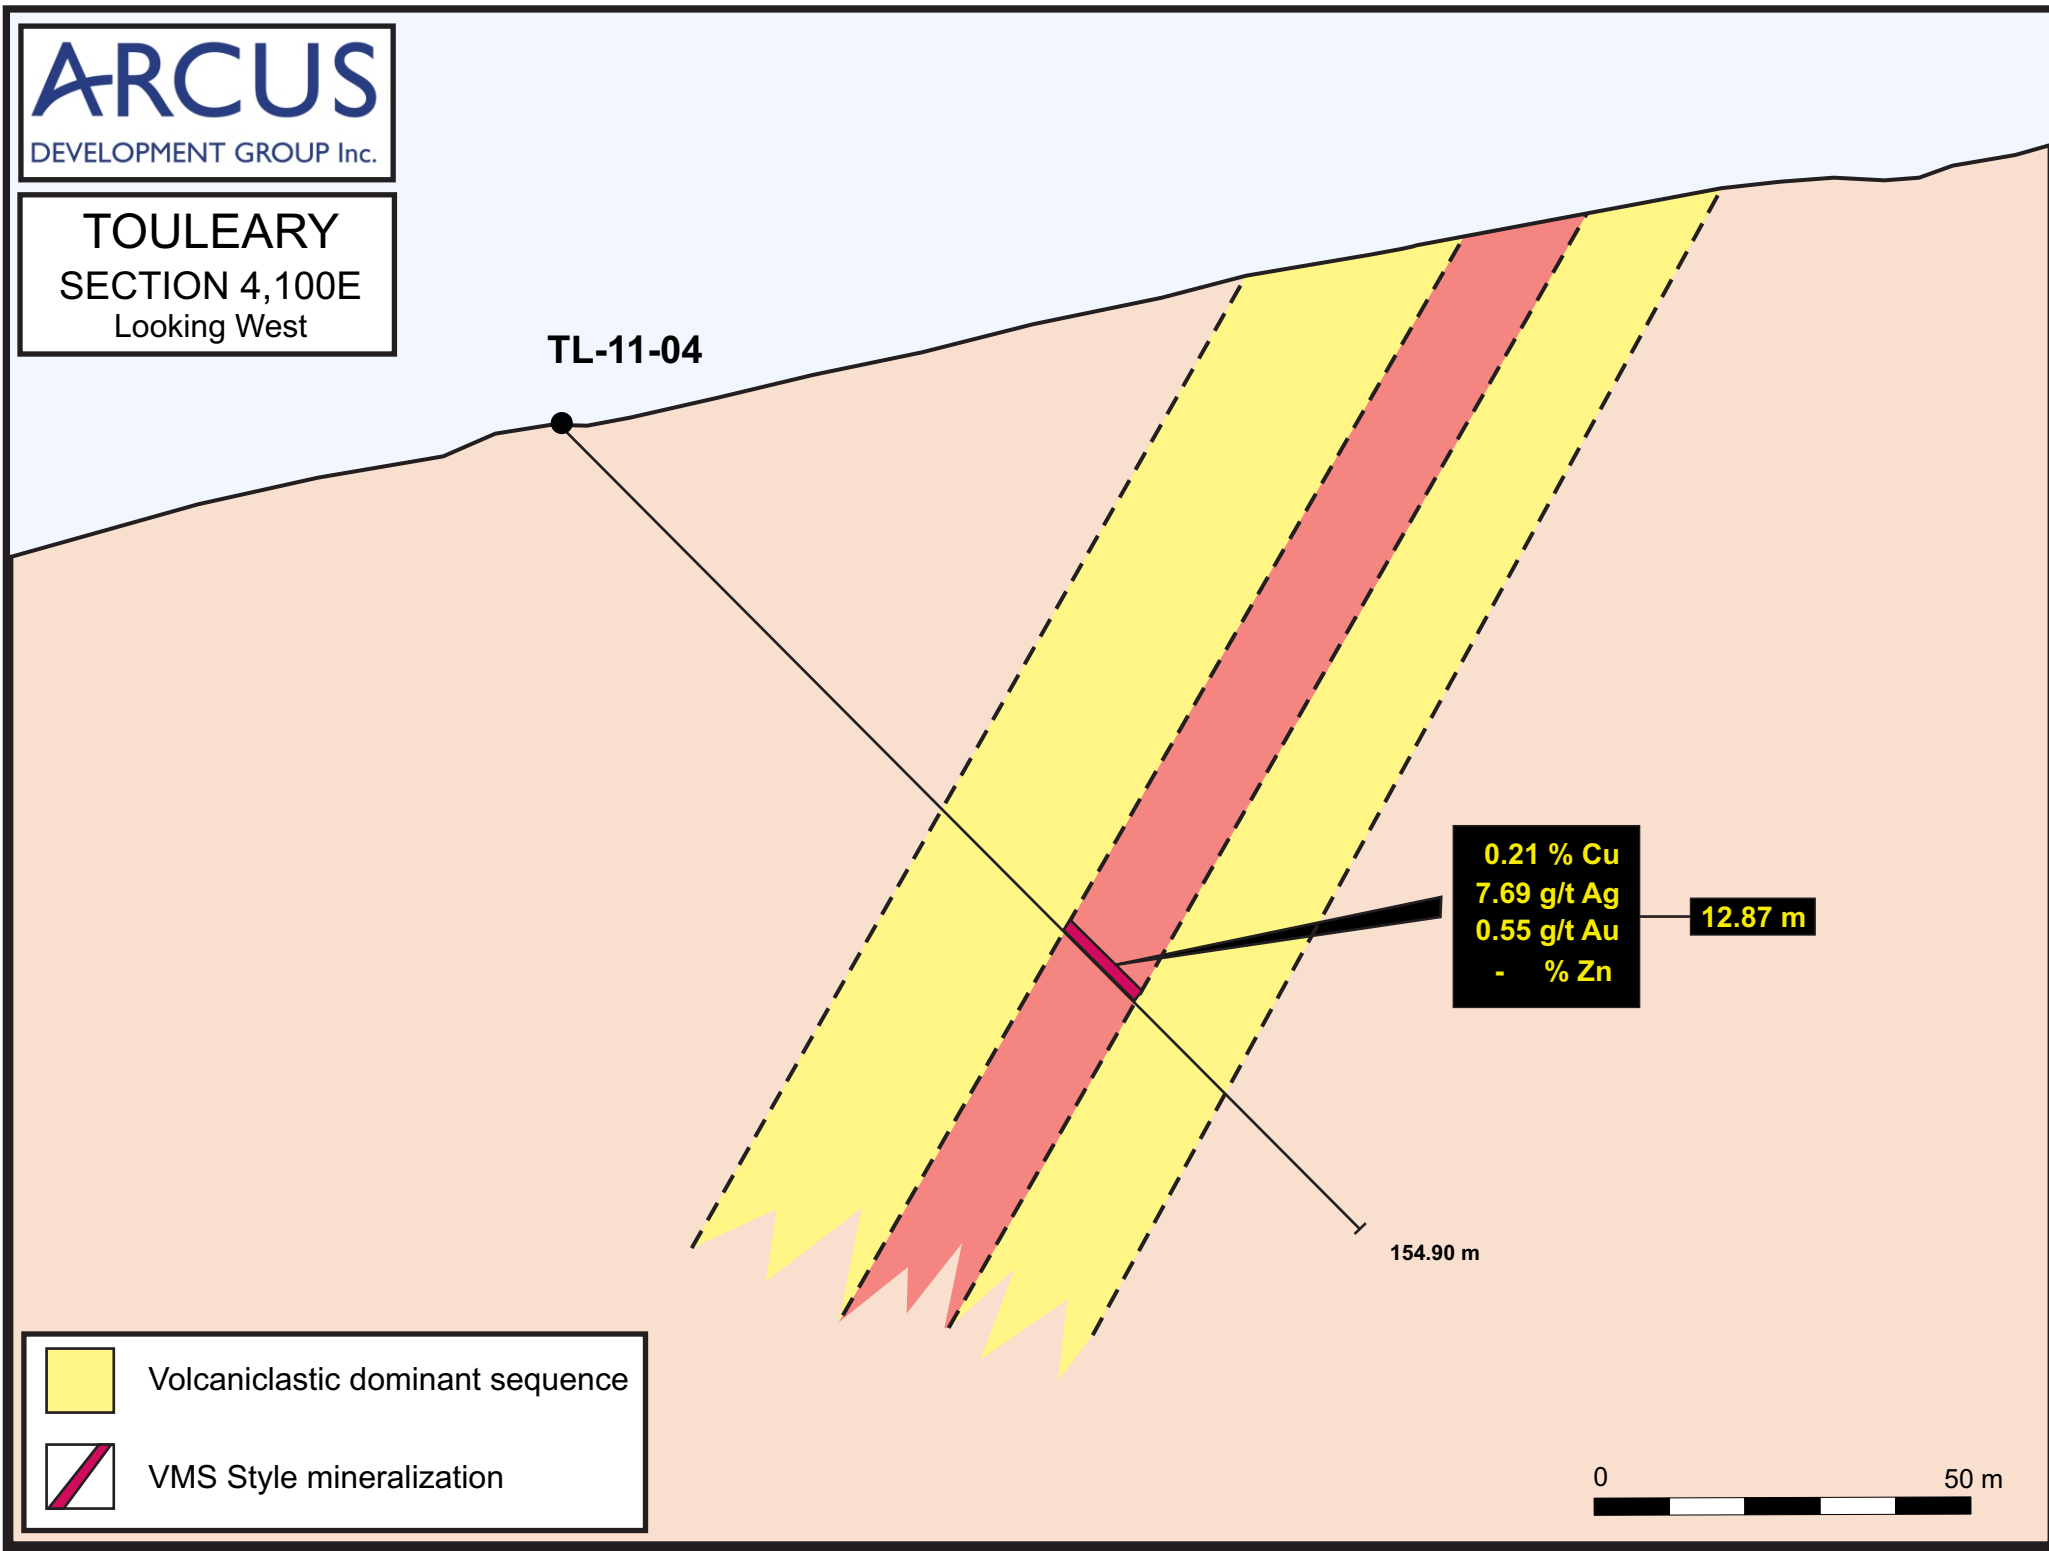 ARCUS
DEVELOPMENT GROUP Inc.
TOULEARY
SECTION 4,100E
Looking West
TL-11-04
0.21 % Cu
7.69 g/t Ag
0.55 g/t Au
- % Zn
12.87 m
154.90 m
Volcaniclastic dominant sequence
VMS Style mineralization
0 50 m